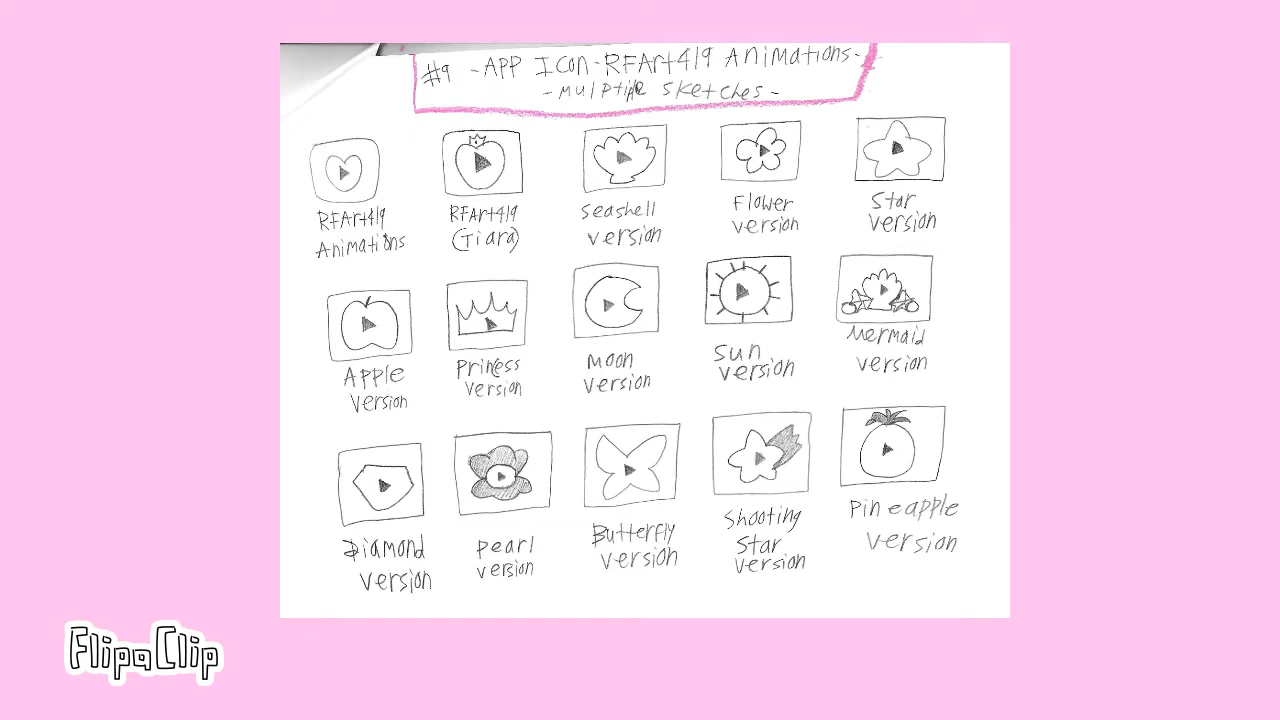 #9 - APP Icon - RFArt419 Animations -
- Mulptiple sketches -
RFArt419
Animations
RFArt419
(Tiara)
Seashell
version
Flower
version
Star
version
Apple
version
Princess
version
Moon
version
Sun
version
Mermaid
version
Diamond
version
Pearl
version
Butterfly
version
Shooting
Star
version
Pineapple
version
FlipaClip